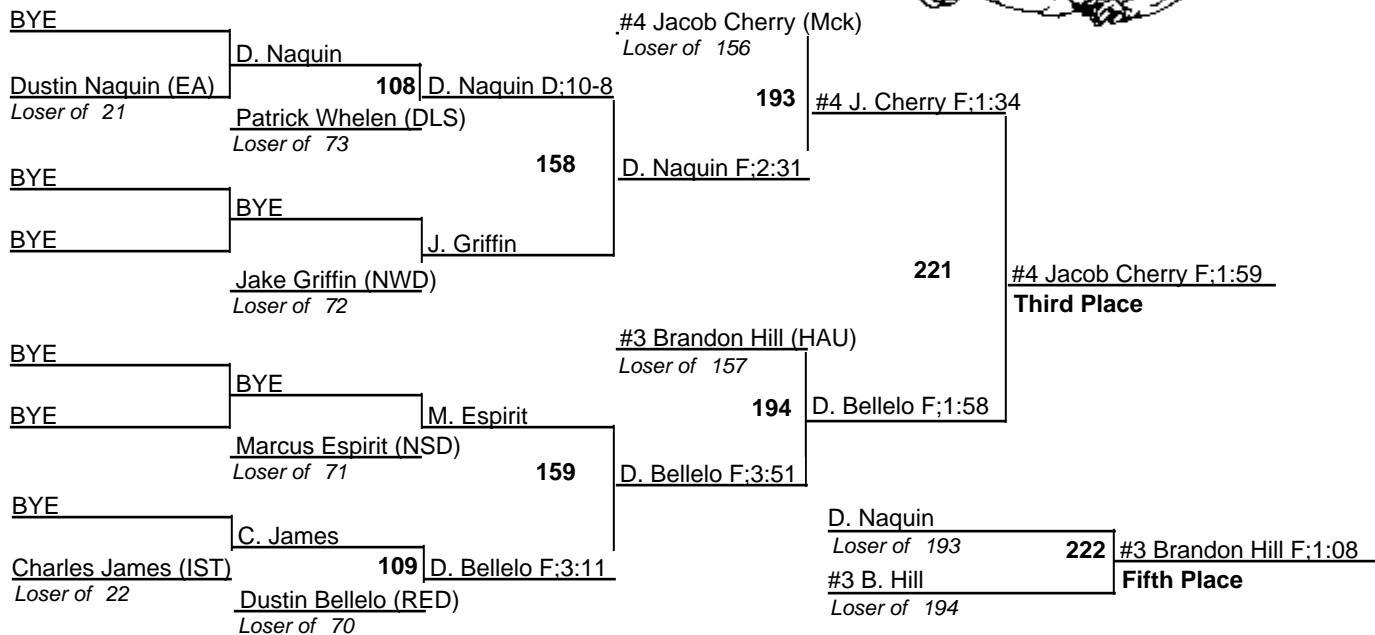 BYE
D. Naquin
Dustin Naquin (EA)
Loser of 21
108
D. Naquin D;10-8
Patrick Whelen (DLS)
Loser of 73
BYE
BYE
BYE
J. Griffin
Jake Griffin (NWD)
Loser of 72
158
#4 Jacob Cherry (Mck)
Loser of 156
193
#4 J. Cherry F;1:34
D. Naquin F;2:31
221
#4 Jacob Cherry F;1:59
Third Place
BYE
BYE
BYE
M. Espirit
Marcus Espirit (NSD)
Loser of 71
159
#3 Brandon Hill (HAU)
Loser of 157
194
D. Bellelo F;1:58
D. Bellelo F;3:51
BYE
C. James
Charles James (IST)
Loser of 22
109
D. Bellelo F;3:11
Dustin Bellelo (RED)
Loser of 70
D. Naquin
Loser of 193
222
#3 Brandon Hill F;1:08
#3 B. Hill
Fifth Place
Loser of 194